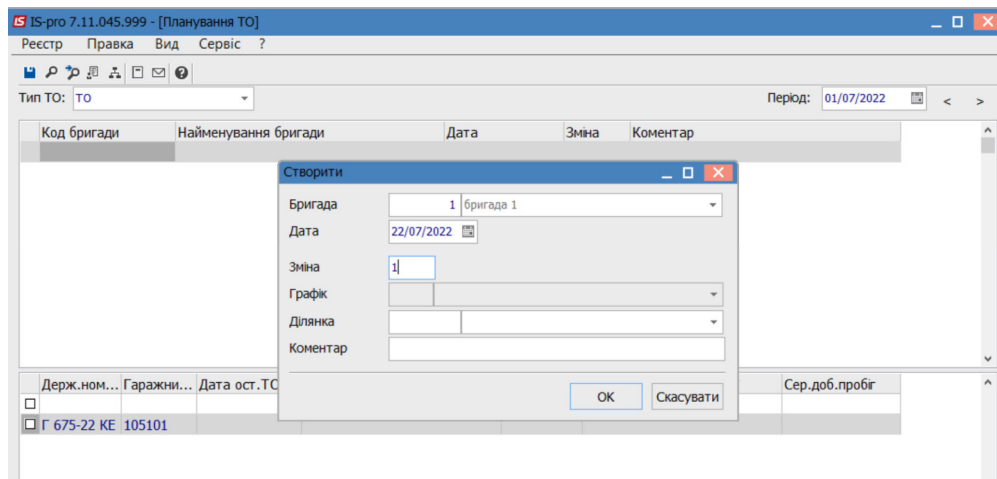 IS-pro 7.11.045.999 - [Планування ТО]
Реєстр Правка Вид Сервіс ?
Тип ТО: ТО Період: 01/07/2022 < >
Код бригади Найменування бригади Дата Зміна Коментар
Створити
Бригада 1 бригада 1
Дата 22/07/2022
Зміна 1
Графік
Ділянка
Коментар
OK Скасувати
Держ.ном... Гаражни... Дата ост.ТО Сер.доб.пробіг
Г 675-22 КЕ 105101